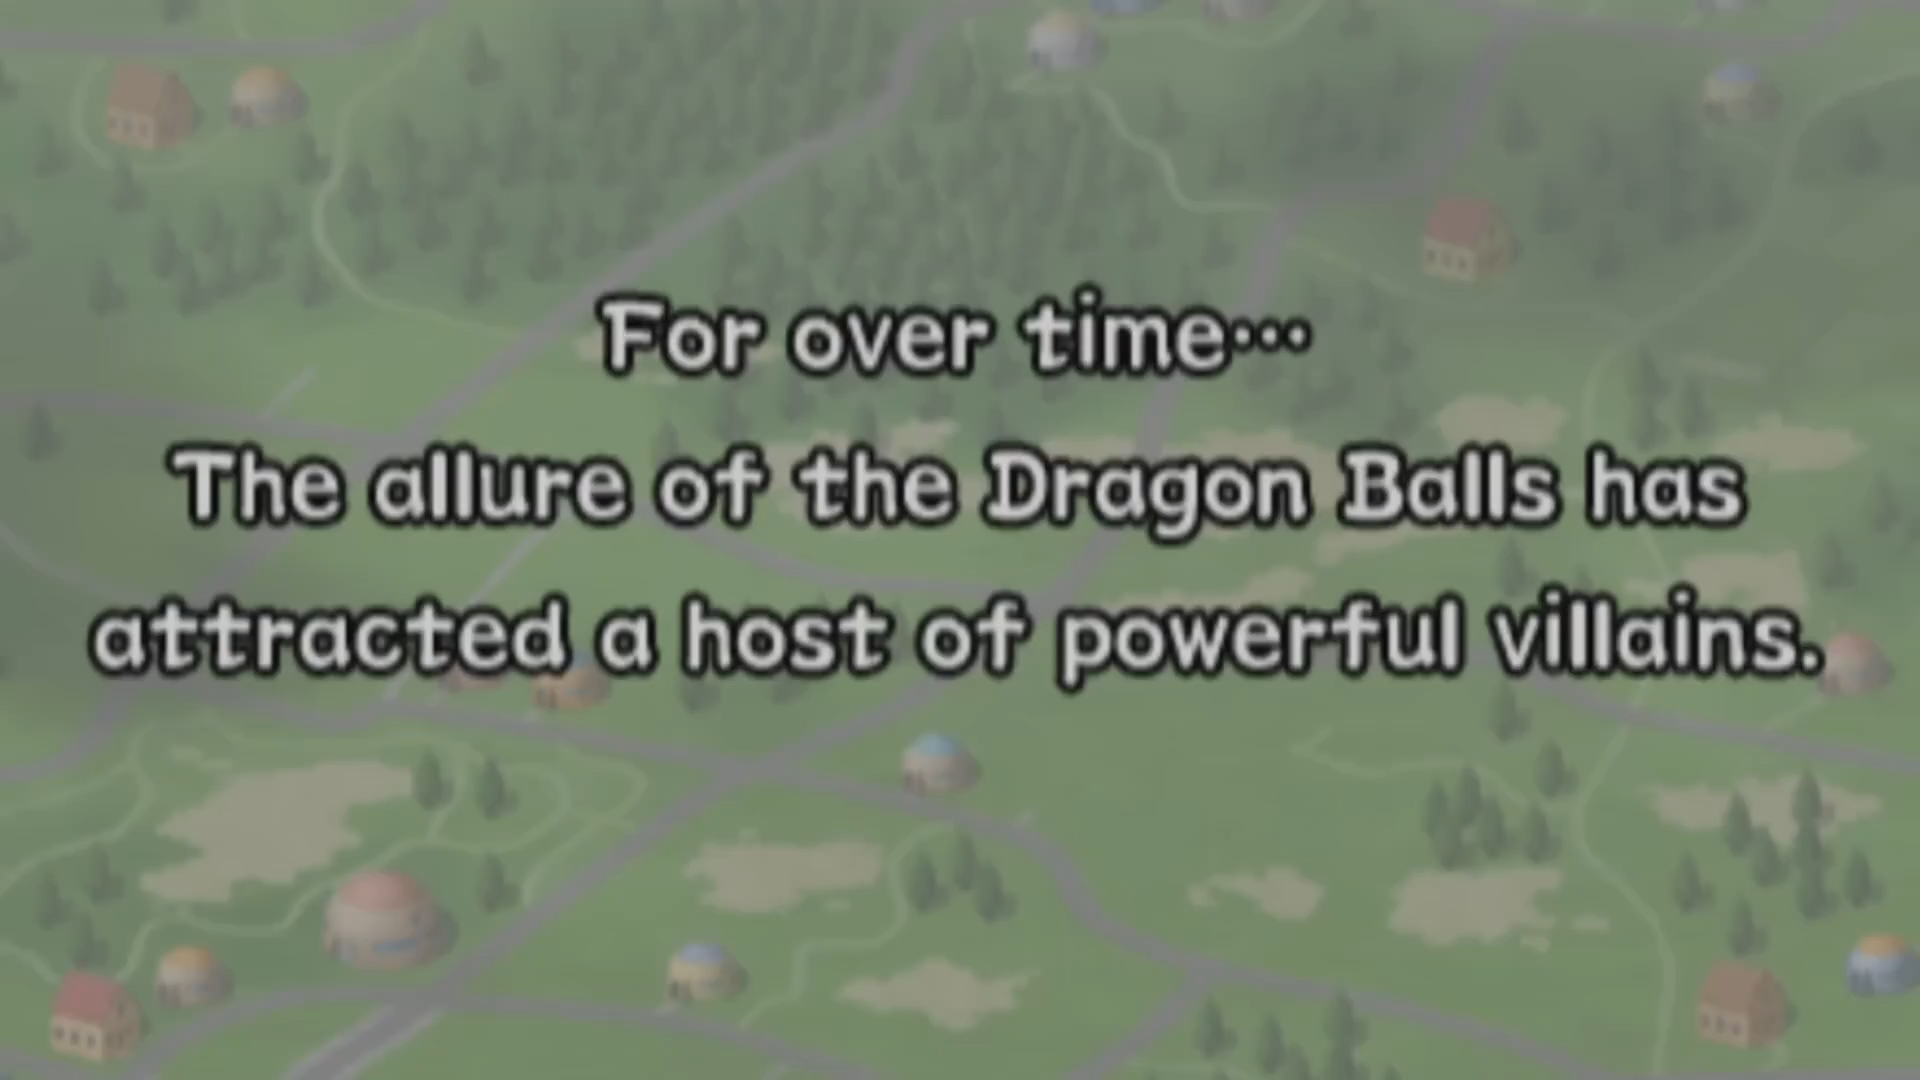 For over time…
The allure of the Dragon Balls has
attracted a host of powerful villains.